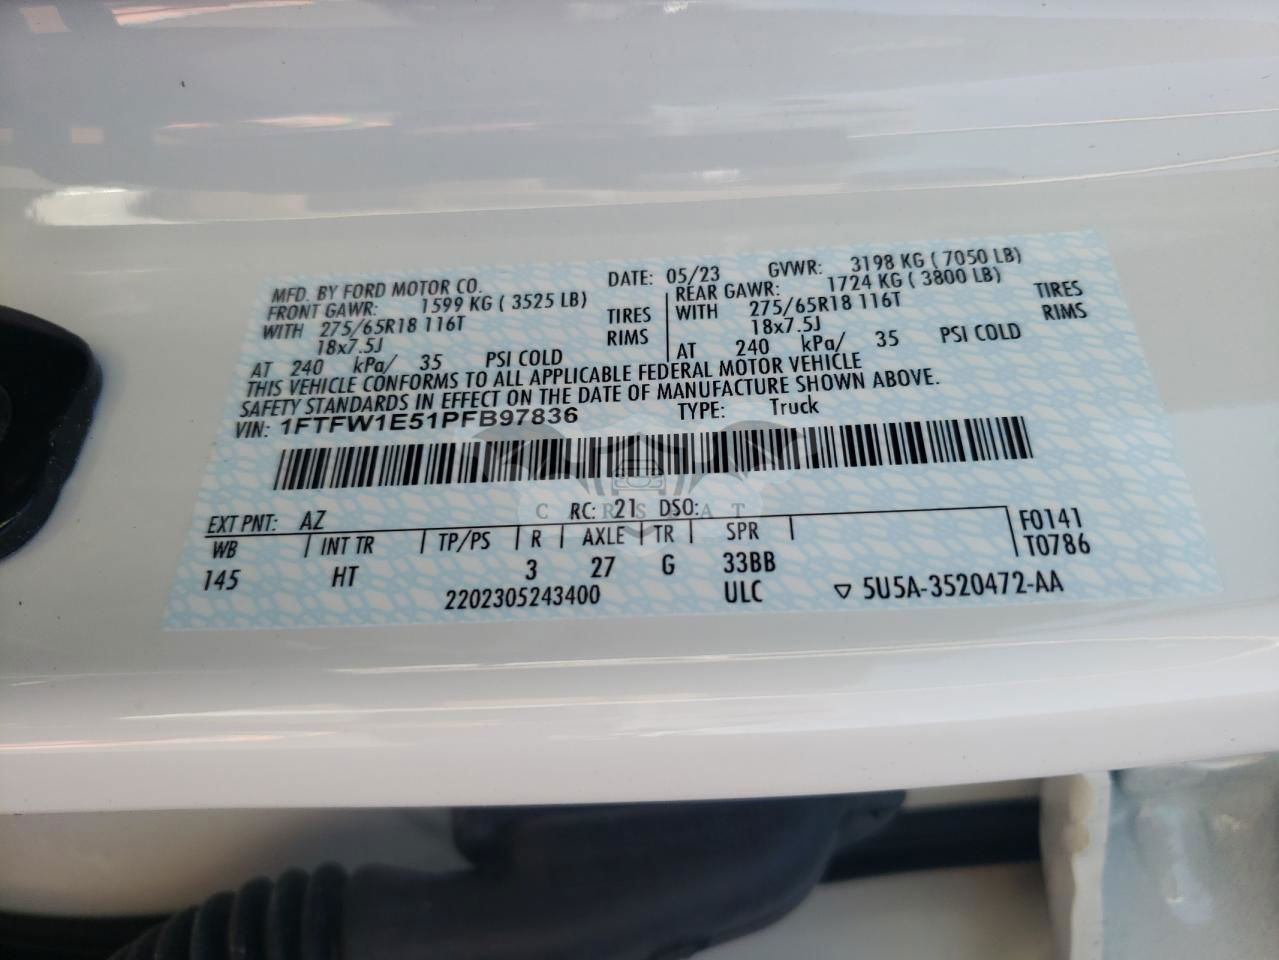 MFD. BY FORD MOTOR CO. DATE: 05/23 GVWR: 3198 KG ( 7050 LB)
FRONT GAWR: 1599 KG ( 3525 LB) REAR GAWR: 1724 KG ( 3800 LB)
WITH 275/65R18 116T TIRES WITH 275/65R18 116T TIRES
18x7.5J RIMS 18x7.5J RIMS
AT 240 kPa/ 35 PSI COLD AT 240 kPa/ 35 PSI COLD
THIS VEHICLE CONFORMS TO ALL APPLICABLE FEDERAL MOTOR VEHICLE
SAFETY STANDARDS IN EFFECT ON THE DATE OF MANUFACTURE SHOWN ABOVE.
VIN: 1FTFW1E51PFB97836 TYPE: Truck
CRSAT
EXT PNT: AZ RC: 21 DSO:
WB INT TR TP/PS R AXLE TR SPR F0141
T0786
145 HT 3 27 G 33BB
2202305243400 ULC ▽ 5U5A-3520472-AA